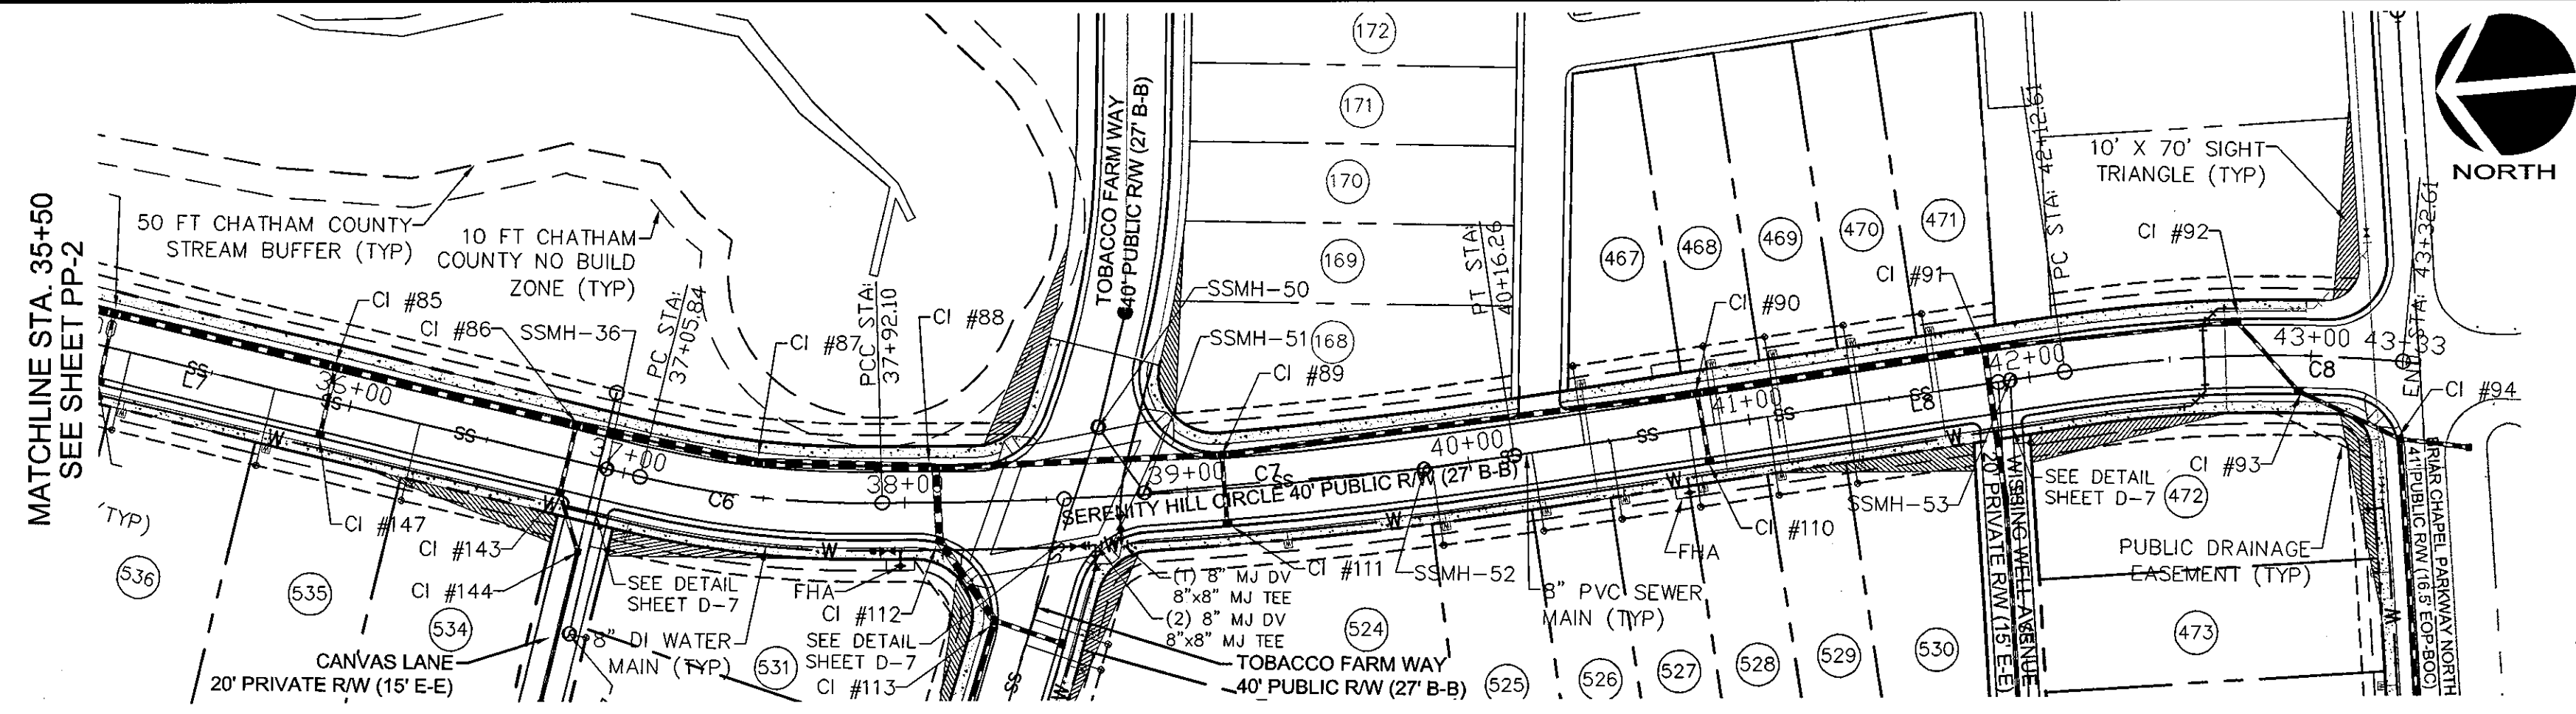 MATCHLINE STA. 35+50
SEE SHEET PP-2
50 FT CHATHAM COUNTY
STREAM BUFFER (TYP)
10 FT CHATHAM
COUNTY NO BUILD
ZONE (TYP)
CI #85
CI #86
SSMH-36
PC STA:
37+05.84
CI #87
PCC STA:
37+92.10
CI #88
TOBACCO FARM WAY
40' PUBLIC R/W (27' B-B)
SSMH-50
SSMH-51
CI #89
172
171
170
169
168
PT STA:
40+16.26
467
468
469
470
471
CI #90
CI #91
PC STA: 42+12.61
10' X 70' SIGHT
TRIANGLE (TYP)
CI #92
NORTH
EN STA: 43+32.61
L7
SS
36+00
SS
SS
37+00
C6
38+0
39+00
C7
SS
40+00
SS
41+00
SS
SS
L8
42+00
43+00
43+33
C8
SERENITY HILL CIRCLE 40' PUBLIC R/W (27' B-B)
W
W
W
W
W
W
W
CI #94
'TYP)
CI #147
CI #143
CI #144
536
535
534
CANVAS LANE
20' PRIVATE R/W (15' E-E)
SEE DETAIL
SHEET D-7
8" DI WATER
MAIN (TYP)
531
FHA
CI #112
SEE DETAIL
SHEET D-7
CI #113
SS
W
(1) 8" MJ DV
8"x8" MJ TEE
(2) 8" MJ DV
8"x8" MJ TEE
CI #111
SSMH-52
524
TOBACCO FARM WAY
40' PUBLIC R/W (27' B-B)
8" PVC SEWER
MAIN (TYP)
FHA
CI #110
SSMH-53
525
526
527
528
529
530
WISHING WELL AVENUE
20' PRIVATE R/W (15' E-E)
SEE DETAIL
SHEET D-7
472
CI #93
PUBLIC DRAINAGE
EASEMENT (TYP)
473
W
BRIAR CHAPEL PARKWAY NORTH
41' PUBLIC R/W (16.5' EOP-BOC)